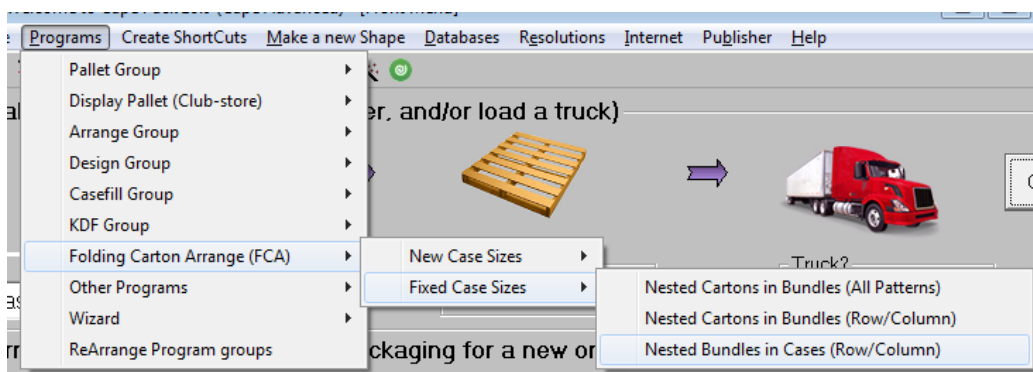 Programs Create ShortCuts Make a new Shape Databases Resolutions Internet Publisher Help
Pallet Group
Display Pallet (Club-store)
er, and/or load a truck)
Arrange Group
Design Group
Casefill Group
KDF Group
Folding Carton Arrange (FCA)
New Case Sizes
Truck?
Other Programs
Fixed Case Sizes
Nested Cartons in Bundles (All Patterns)
Wizard
Nested Cartons in Bundles (Row/Column)
ReArrange Program groups
ckaging for a new or
Nested Bundles in Cases (Row/Column)